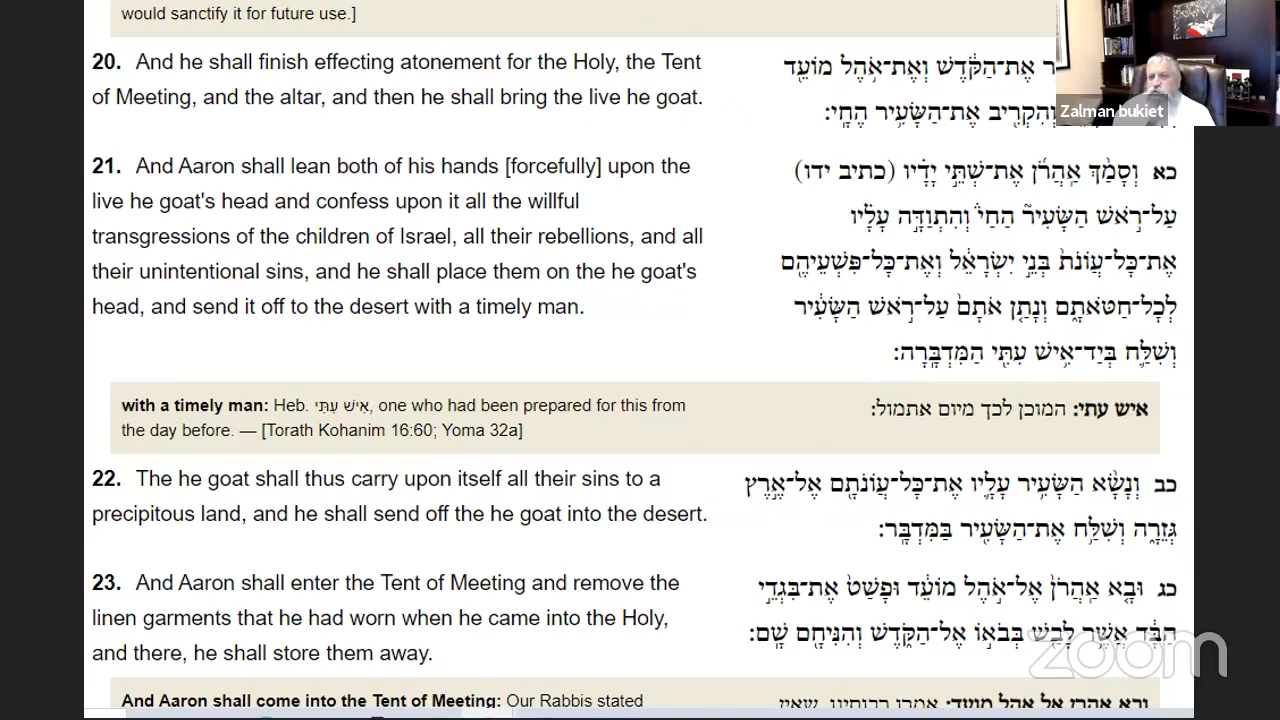 would sanctify it for future use.]
20. And he shall finish effecting atonement for the Holy, the Tent
of Meeting, and the altar, and then he shall bring the live he goat.
אֶת־הַקֹּ֔דֶשׁ וְאֶת־אֹ֥הֶל מוֹעֵ֖ד
וְהִקְרִ֖יב אֶת־הַשָּׂעִ֥יר הֶחָֽי:
Zalman bukiet
21. And Aaron shall lean both of his hands [forcefully] upon the
live he goat's head and confess upon it all the willful
transgressions of the children of Israel, all their rebellions, and all
their unintentional sins, and he shall place them on the he goat's
head, and send it off to the desert with a timely man.
כא וְסָמַ֨ךְ אַֽהֲרֹ֜ן אֶת־שְׁתֵּ֣י יָדָ֗יו (כתיב ידו)
עַל־רֹ֣אשׁ הַשָּׂעִיר֘ הַחַי֒ וְהִתְוַדָּ֣ה עָלָ֗יו
אֶת־כָּל־עֲו‍ֹנֹת֙ בְּנֵ֣י יִשְׂרָאֵ֔ל וְאֶת־כָּל־פִּשְׁעֵיהֶ֖ם
לְכָל־חַטֹּאתָ֑ם וְנָתַ֤ן אֹתָם֙ עַל־רֹ֣אשׁ הַשָּׂעִ֔יר
וְשִׁלַּ֛ח בְּיַד־אִ֥ישׁ עִתִּ֖י הַמִּדְבָּֽרָה:
with a timely man: Heb. אִישׁ עִתִּי, one who had been prepared for this from
the day before. — [Torath Kohanim 16:60; Yoma 32a]
איש עתי: המוכן לכך מיום אתמול:
22. The he goat shall thus carry upon itself all their sins to a
precipitous land, and he shall send off the he goat into the desert.
כב וְנָשָׂ֨א הַשָּׂעִ֥יר עָלָ֛יו אֶת־כָּל־עֲו‍ֹנֹתָ֖ם אֶל־אֶ֣רֶץ
גְּזֵרָ֑ה וְשִׁלַּ֥ח אֶת־הַשָּׂעִ֖יר בַּמִּדְבָּֽר:
23. And Aaron shall enter the Tent of Meeting and remove the
linen garments that he had worn when he came into the Holy,
and there, he shall store them away.
כג וּבָ֤א אַֽהֲרֹן֙ אֶל־אֹ֣הֶל מוֹעֵ֔ד וּפָשַׁט֙ אֶת־בִּגְדֵ֣י
הַבָּ֔ד אֲשֶׁ֥ר לָבַ֖שׁ בְּבֹא֣וֹ אֶל־הַקֹּ֑דֶשׁ וְהִנִּיחָ֖ם שָֽׁם:
zoom
And Aaron shall come into the Tent of Meeting: Our Rabbis stated
ובא אהרן אל אהל מועד: אמרו רבותינו שאין